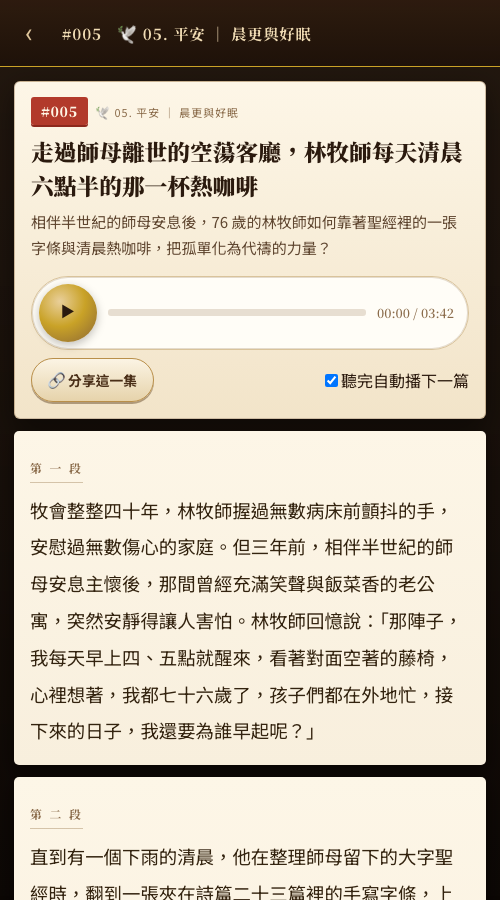 ‹ #005 🕊️ 05. 平安 ｜ 晨更與好眠
#005 🕊️ 05. 平安 ｜ 晨更與好眠
走過師母離世的空蕩客廳，林牧師每天清晨
六點半的那一杯熱咖啡
相伴半世紀的師母安息後，76 歲的林牧師如何靠著聖經裡的一張
字條與清晨熱咖啡，把孤單化為代禱的力量？
00:00 / 03:42
🔗 分享這一集
聽完自動播下一篇
第一段
牧會整整四十年，林牧師握過無數病床前顫抖的手，
安慰過無數傷心的家庭。但三年前，相伴半世紀的師
母安息主懷後，那間曾經充滿笑聲與飯菜香的老公
寓，突然安靜得讓人害怕。林牧師回憶說：「那陣子，
我每天早上四、五點就醒來，看著對面空著的藤椅，
心裡想著，我都七十六歲了，孩子們都在外地忙，接
下來的日子，我還要為誰早起呢？」
第二段
直到有一個下雨的清晨，他在整理師母留下的大字聖
經時，翻到一張夾在詩篇二十三篇裡的手寫字條，上